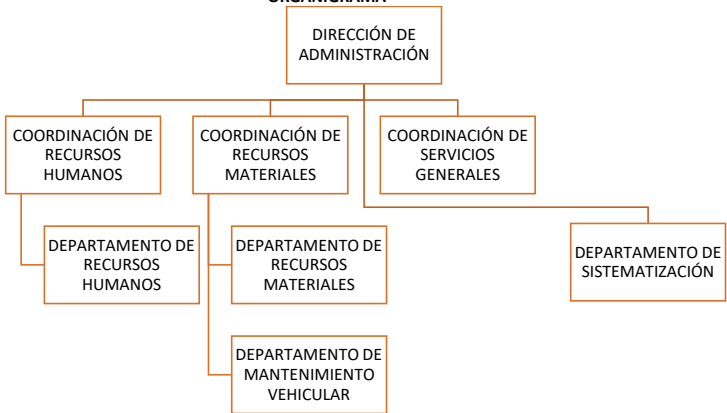 ORGANIGRAMA
DIRECCIÓN DE
ADMINISTRACIÓN
COORDINACIÓN DE
RECURSOS
HUMANOS
COORDINACIÓN DE
RECURSOS
MATERIALES
COORDINACIÓN DE
SERVICIOS
GENERALES
DEPARTAMENTO DE
RECURSOS
HUMANOS
DEPARTAMENTO DE
RECURSOS
MATERIALES
DEPARTAMENTO DE
SISTEMATIZACIÓN
DEPARTAMENTO DE
MANTENIMIENTO
VEHICULAR